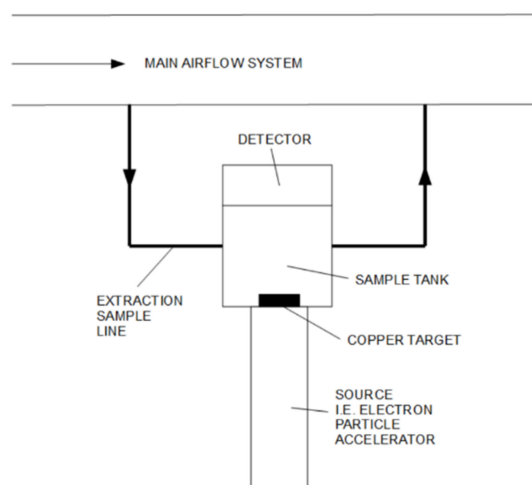 MAIN AIRFLOW SYSTEM
DETECTOR
SAMPLE TANK
EXTRACTION
SAMPLE
LINE
COPPER TARGET
SOURCE
I.E. ELECTRON
PARTICLE
ACCELERATOR